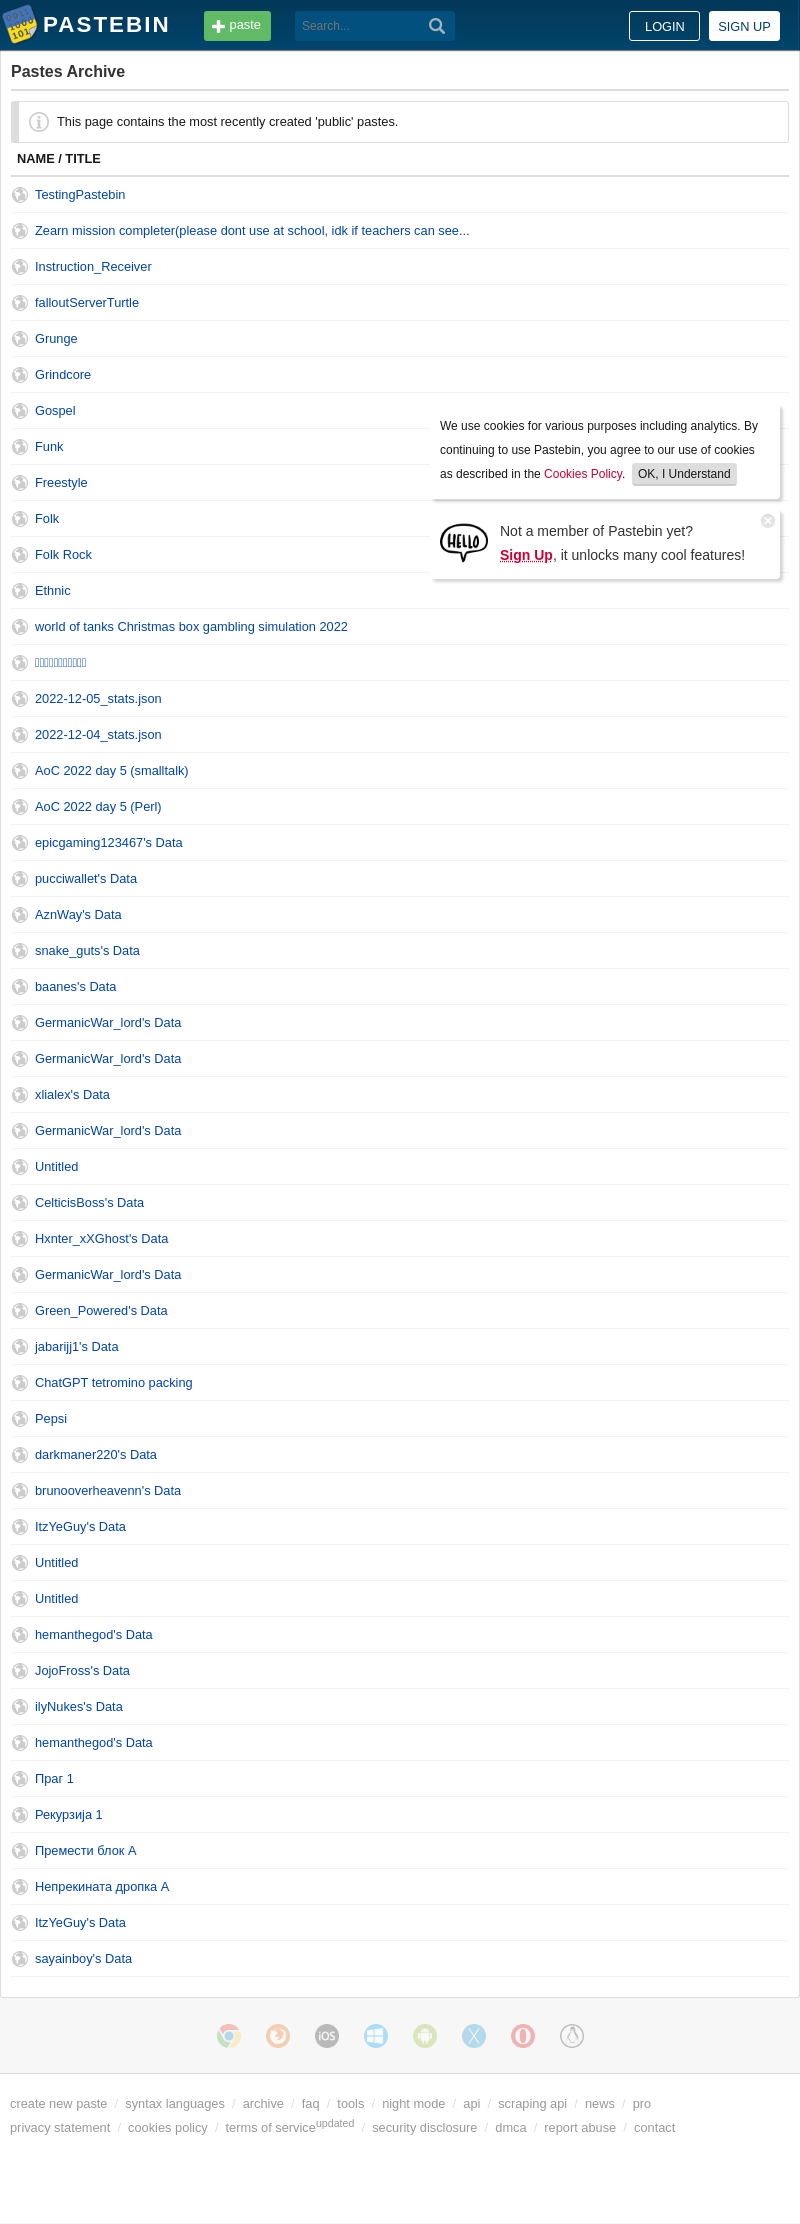 PASTEBIN
paste
Search...
LOGIN
SIGN UP
Pastes Archive
This page contains the most recently created 'public' pastes.
NAME / TITLE
TestingPastebin
Zearn mission completer(please dont use at school, idk if teachers can see...
Instruction_Receiver
falloutServerTurtle
Grunge
Grindcore
Gospel
Funk
Freestyle
Folk
Folk Rock
Ethnic
We use cookies for various purposes including analytics. By
continuing to use Pastebin, you agree to our use of cookies
as described in the Cookies Policy. OK, I Understand
HELLO
Not a member of Pastebin yet?
Sign Up, it unlocks many cool features!
world of tanks Christmas box gambling simulation 2022
2022-12-05_stats.json
2022-12-04_stats.json
AoC 2022 day 5 (smalltalk)
AoC 2022 day 5 (Perl)
epicgaming123467's Data
pucciwallet's Data
AznWay's Data
snake_guts's Data
baanes's Data
GermanicWar_lord's Data
GermanicWar_lord's Data
xlialex's Data
GermanicWar_lord's Data
Untitled
CelticisBoss's Data
Hxnter_xXGhost's Data
GermanicWar_lord's Data
Green_Powered's Data
jabarijj1's Data
ChatGPT tetromino packing
Pepsi
darkmaner220's Data
brunooverheavenn's Data
ItzYeGuy's Data
Untitled
Untitled
hemanthegod's Data
JojoFross's Data
ilyNukes's Data
hemanthegod's Data
Праг 1
Рекурзија 1
Премести блок А
Непрекината дропка А
ItzYeGuy's Data
sayainboy's Data
iOS
create new paste / syntax languages / archive / faq / tools / night mode / api / scraping api / news / pro
privacy statement / cookies policy / terms of serviceupdated / security disclosure / dmca / report abuse / contact